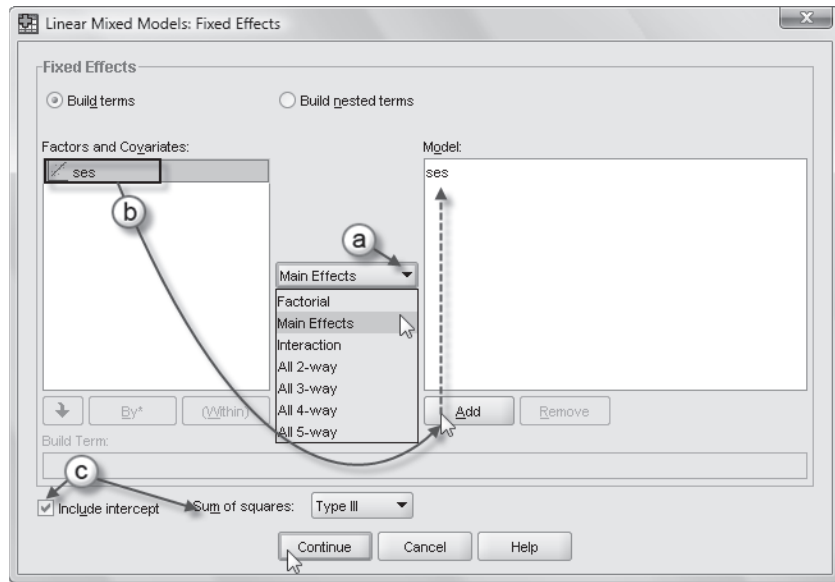 Linear Mixed Models: Fixed Effects
X
Fixed Effects
Build terms
Build nested terms
Factors and Covariates:
Model:
ses
ses
b
a
Main Effects
Factorial
Main Effects
Interaction
All 2-way
All 3-way
All 4-way
All 5-way
By*
(Within)
Add
Remove
Build Term:
c
Include intercept
Sum of squares:
Type III
Continue
Cancel
Help